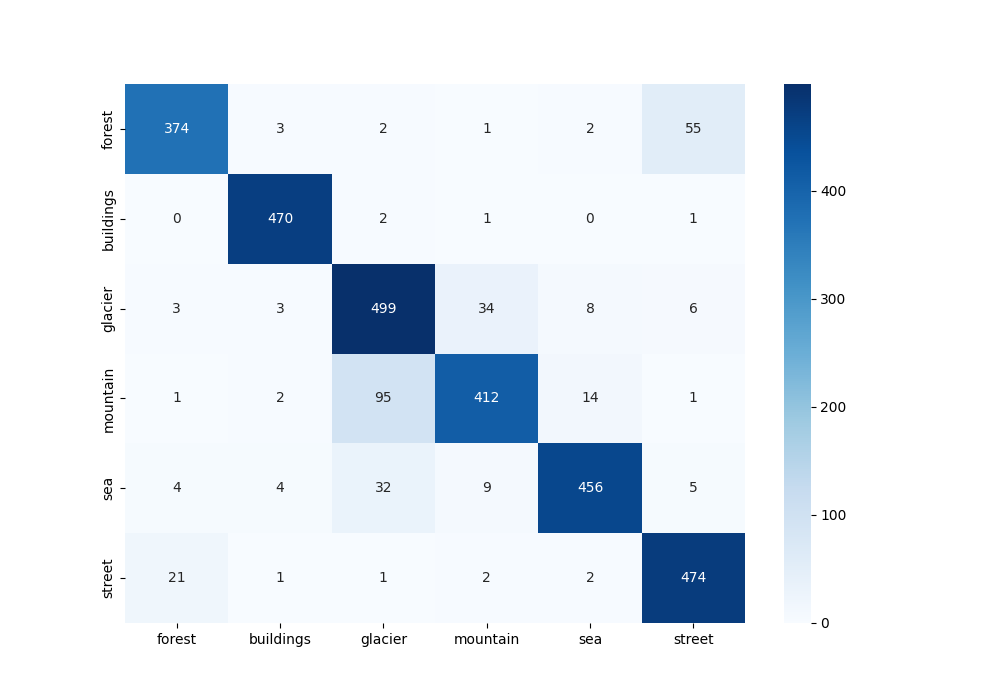 forest 374 3 2 1 2 55
buildings 0 470 2 1 0 1
glacier 3 3 499 34 8 6
mountain 1 2 95 412 14 1
sea 4 4 32 9 456 5
street 21 1 1 2 2 474
forest buildings glacier mountain sea street
400
300
200
100
0